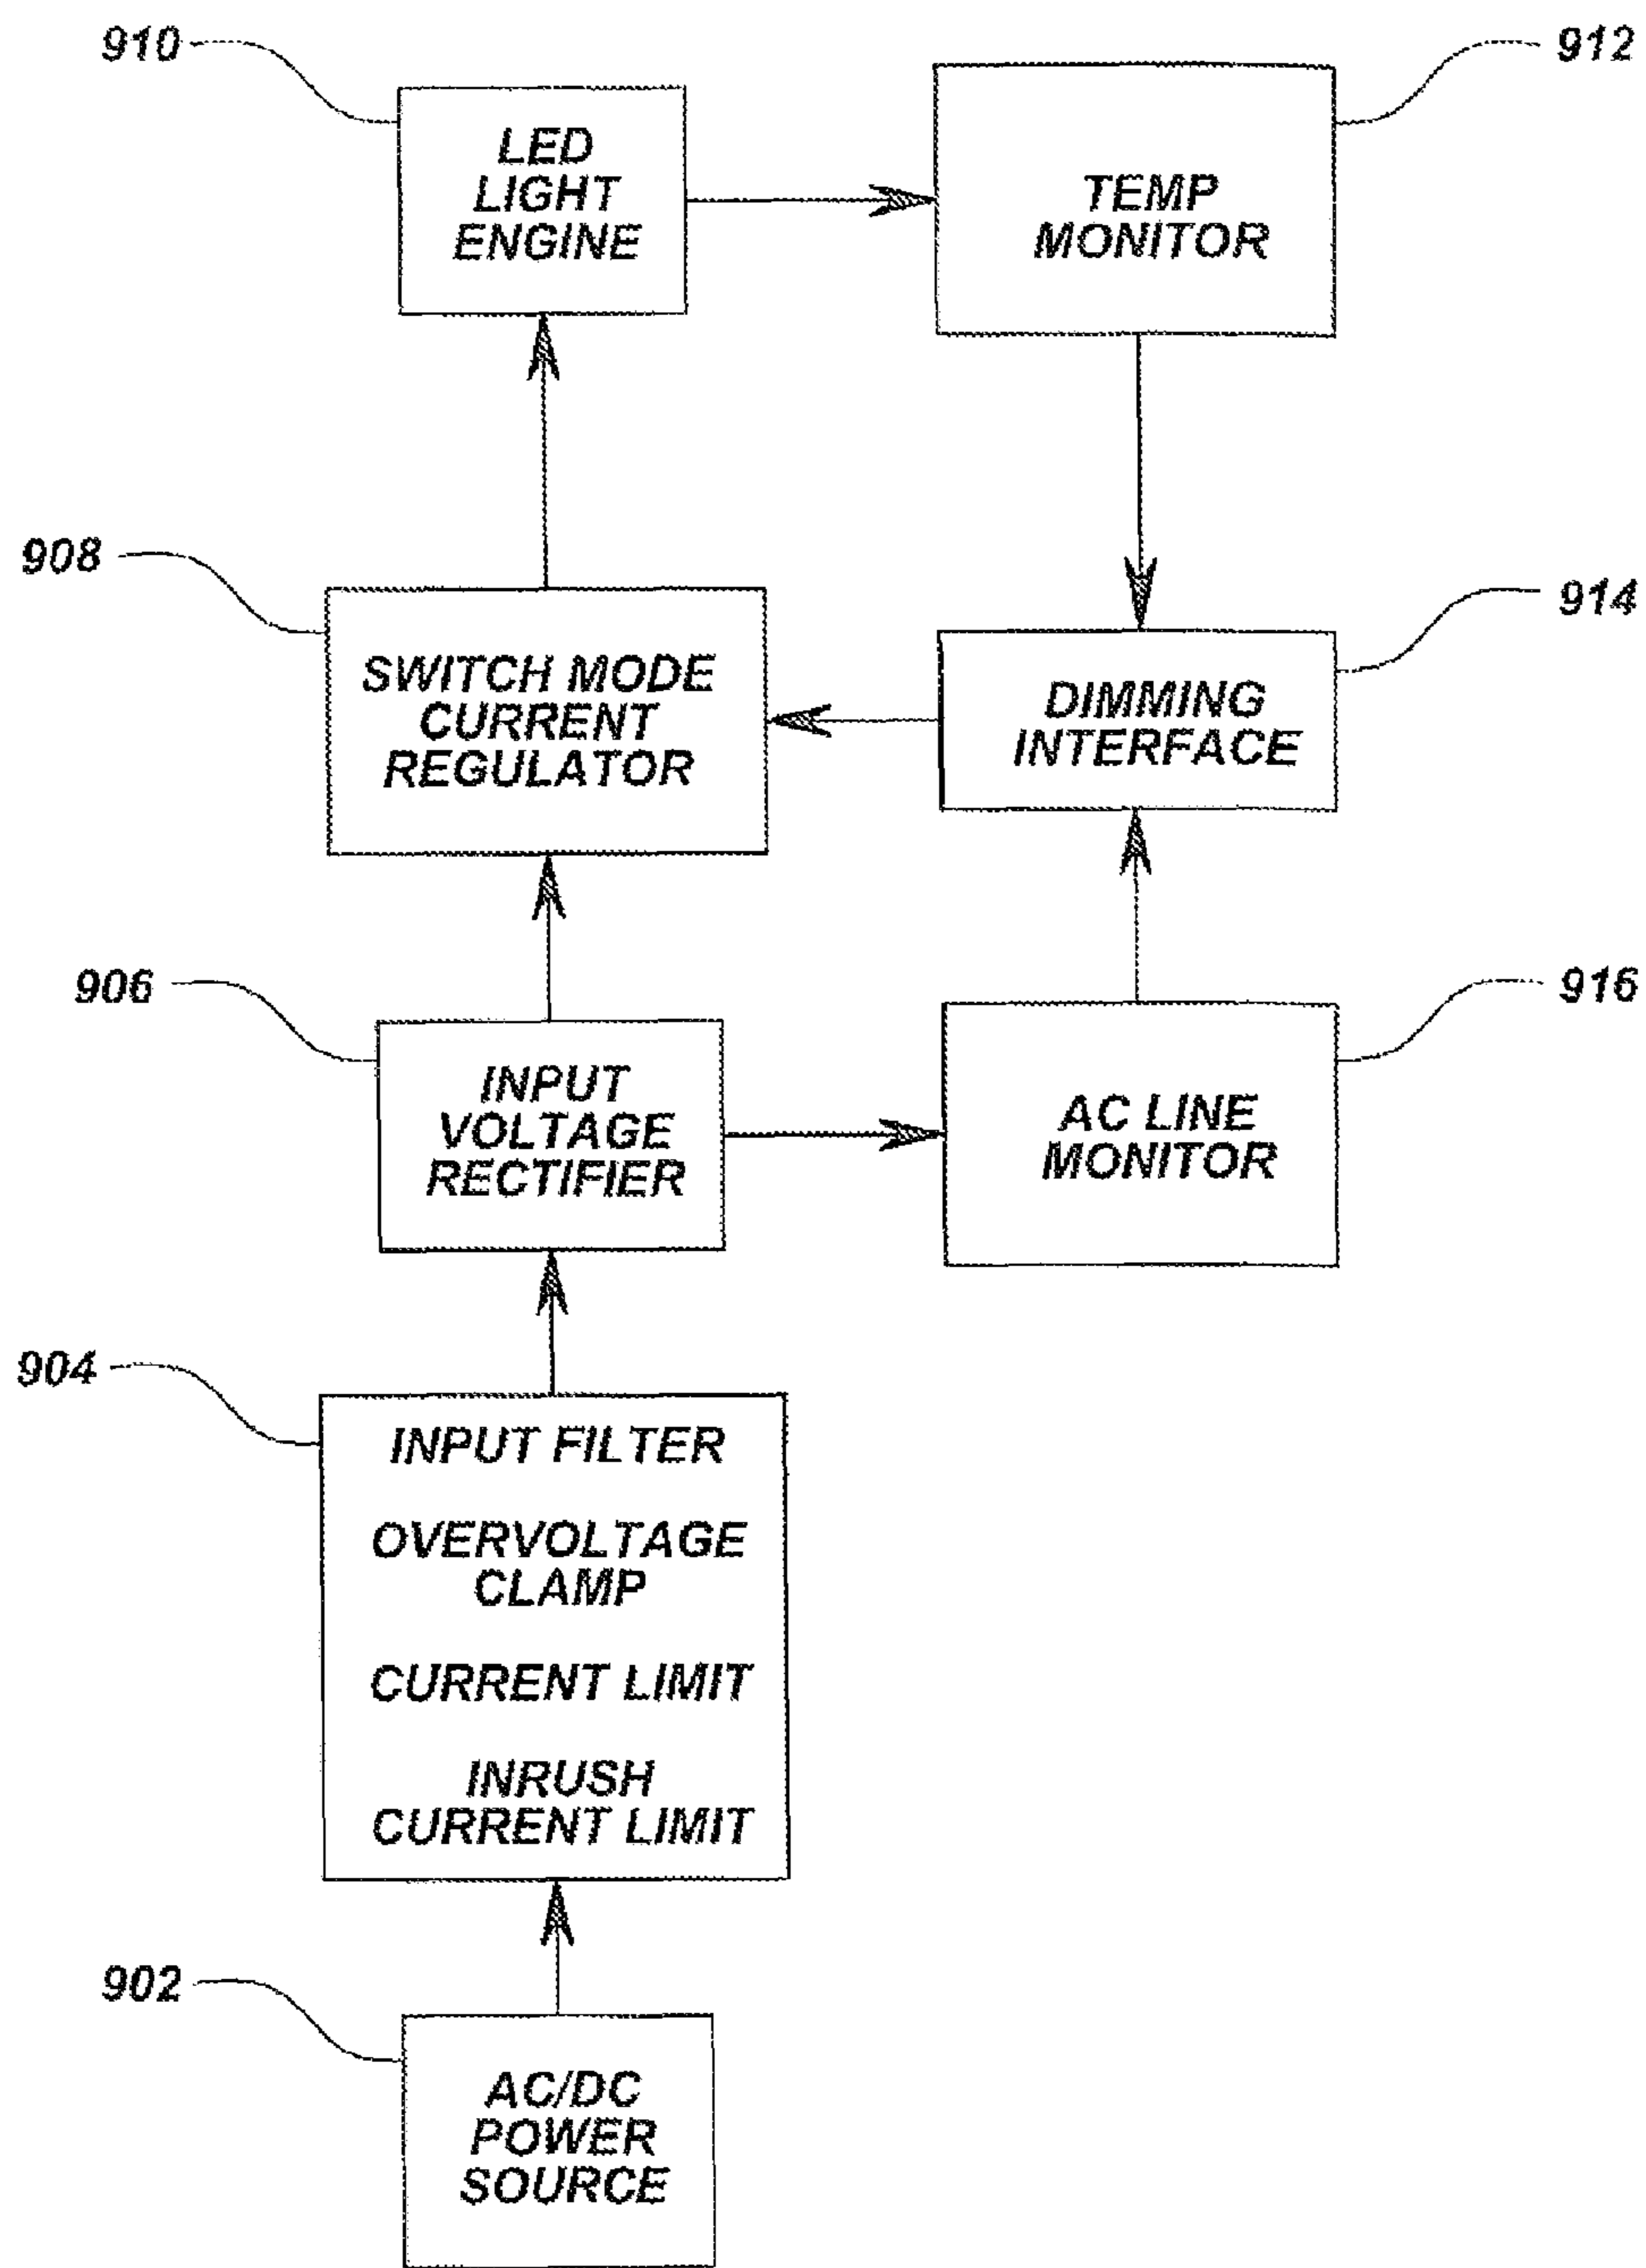 910
LED
LIGHT
ENGINE
912
TEMP
MONITOR
908
SWITCH MODE
CURRENT
REGULATOR
914
DIMMING
INTERFACE
906
INPUT
VOLTAGE
RECTIFIER
916
AC LINE
MONITOR
904
INPUT FILTER
OVERVOLTAGE
CLAMP
CURRENT LIMIT
INRUSH
CURRENT LIMIT
902
AC/DC
POWER
SOURCE